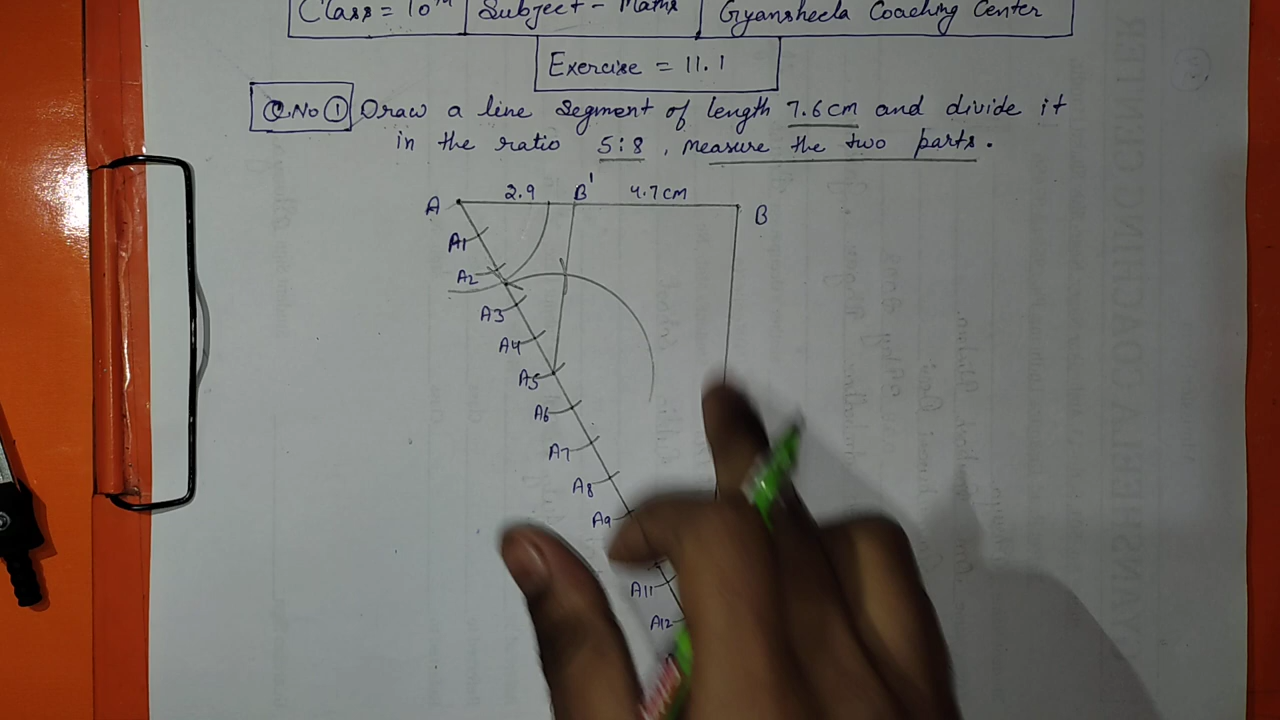 Class = 10th Subject - Maths Gyansheela Coaching Center
Exercise = 11.1
Q.No ① Draw a line segment of length 7.6cm and divide it
in the ratio 5:8, measure the two parts.
A 2.9 B' 4.7cm B
A1
A2
A3
A4
A5
A6
A7
A8
A9
A11
A12